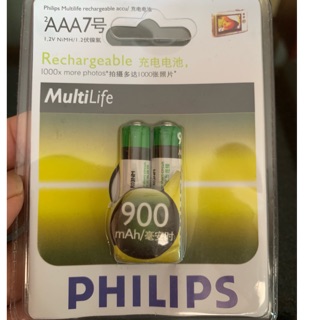 Philips Multilife rechargeable accu/ 充电电池
2AAA7号
1.2V NiMH/1.2伏镍氢
Rechargeable 充电电池,
1000x more photos*拍摄多达1000张照片*
MultiLife
900
mAh/毫安时
PHILIPS